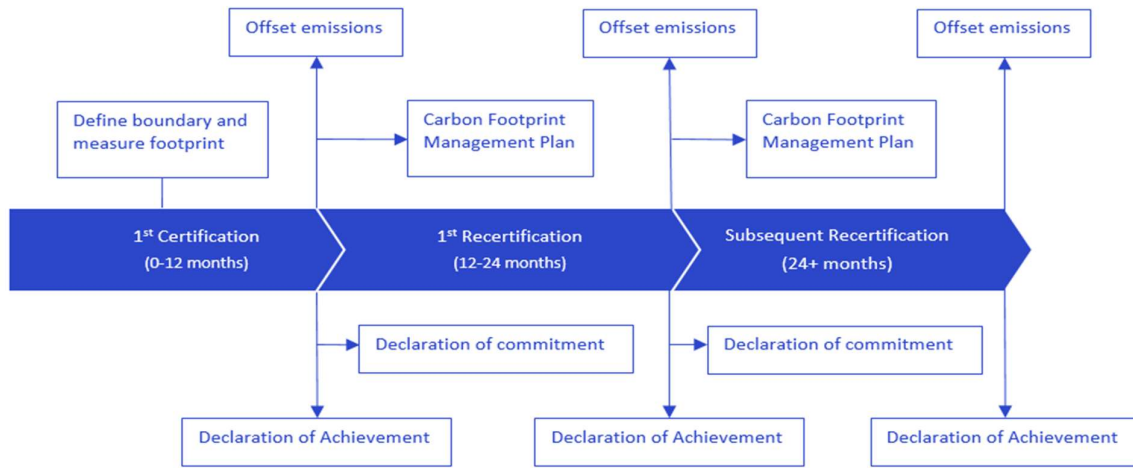 Offset emissions
Offset emissions
Offset emissions
Define boundary and
measure footprint
Carbon Footprint
Management Plan
Carbon Footprint
Management Plan
1st Certification
(0-12 months)
1st Recertification
(12-24 months)
Subsequent Recertification
(24+ months)
Declaration of commitment
Declaration of commitment
Declaration of Achievement
Declaration of Achievement
Declaration of Achievement